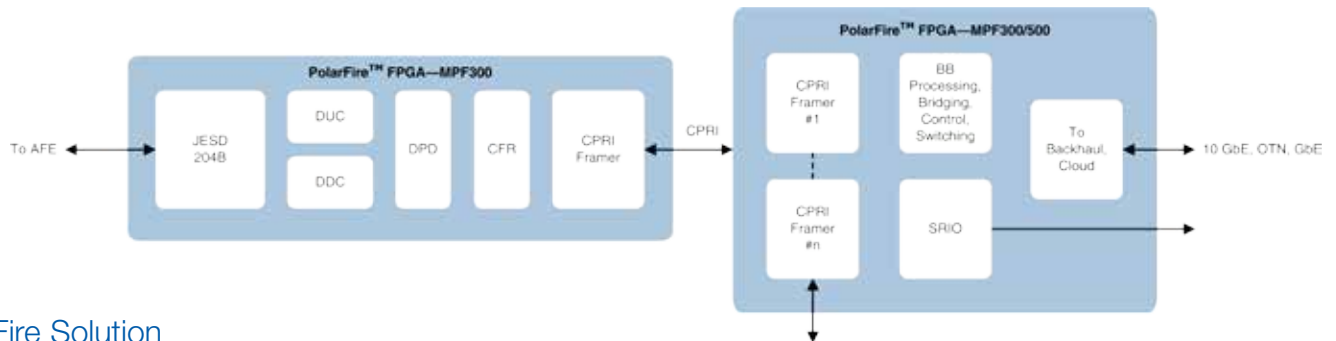 PolarFire™ FPGA—MPF300/500
PolarFire™ FPGA—MPF300
To AFE
JESD
204B
DUC
DDC
DPD
CFR
CPRI
Framer
CPRI
CPRI
Framer
#1
CPRI
Framer
#n
BB
Processing,
Bridging,
Control,
Switching
SRIO
To
Backhaul,
Cloud
10 GbE, OTN, GbE
Fire Solution